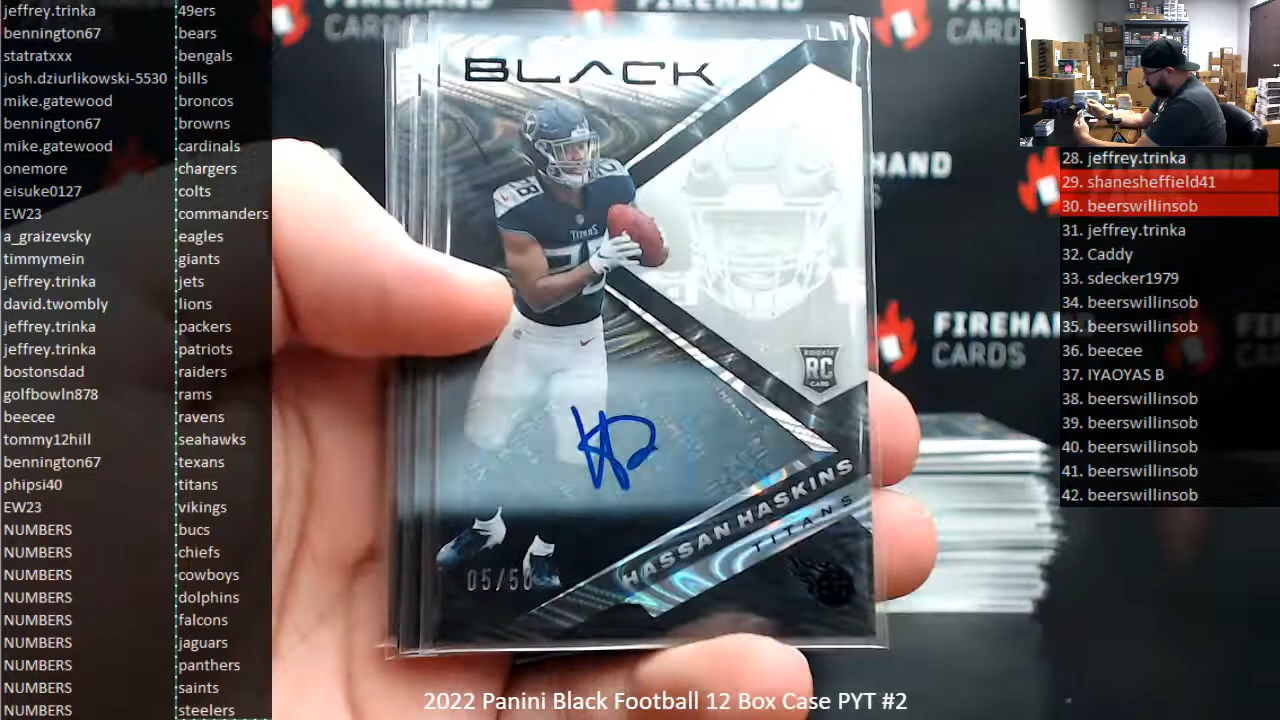 jeffrey.trinka 49ers
bennington67 bears
statratxxx bengals
josh.dziurlikowski-5530 bills
mike.gatewood broncos
bennington67 browns
mike.gatewood cardinals
onemore chargers
eisuke0127 colts
EW23 commanders
a_graizevsky eagles
timmymein giants
jeffrey.trinka jets
david.twombly lions
jeffrey.trinka packers
jeffrey.trinka patriots
bostonsdad raiders
golfbowln878 rams
beecee ravens
tommy12hill seahawks
bennington67 texans
phipsi40 titans
EW23 vikings
NUMBERS bucs
NUMBERS chiefs
NUMBERS cowboys
NUMBERS dolphins
NUMBERS falcons
NUMBERS jaguars
NUMBERS panthers
NUMBERS saints
NUMBERS steelers
BLACK
TITANS
28
ROOKIE
RC
CARD
HASSAN HASKINS
TITANS
05/50
FIREHAND
CARDS
28. jeffrey.trinka
29. shanesheffield41
30. beerswillinsob
31. jeffrey.trinka
32. Caddy
33. sdecker1979
34. beerswillinsob
35. beerswillinsob
36. beecee
37. IYAOYAS B
38. beerswillinsob
39. beerswillinsob
40. beerswillinsob
41. beerswillinsob
42. beerswillinsob
2022 Panini Black Football 12 Box Case PYT #2